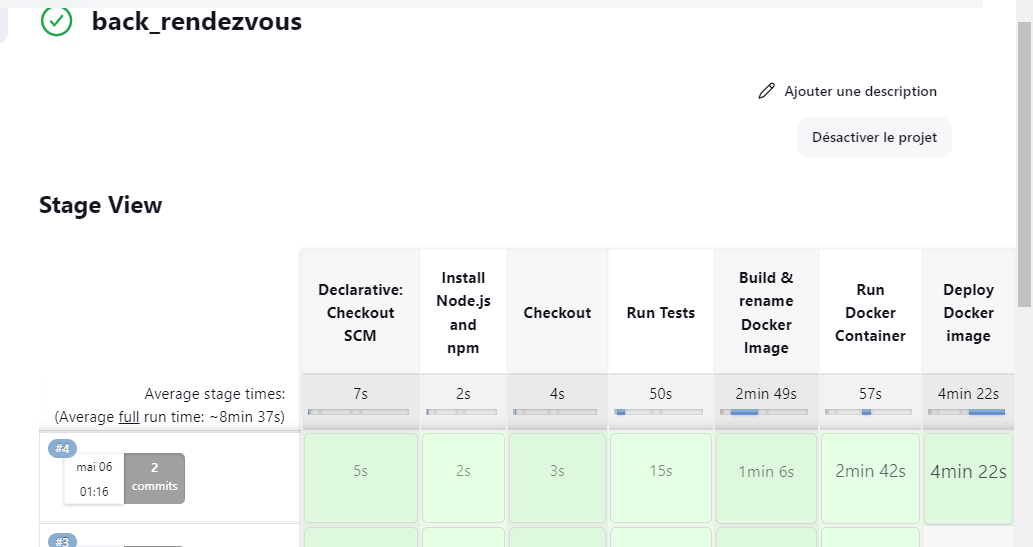 back_rendezvous
Ajouter une description
Désactiver le projet
Stage View
Declarative:
Checkout
SCM
Install
Node.js
and
npm
Checkout
Run Tests
Build &
rename
Docker
Image
Run
Docker
Container
Deploy
Docker
image
Average stage times:
(Average full run time: ~8min 37s)
7s
2s
4s
50s
2min 49s
57s
4min 22s
#4
mai 06
01:16
2
commits
5s
2s
3s
15s
1min 6s
2min 42s
4min 22s
#3